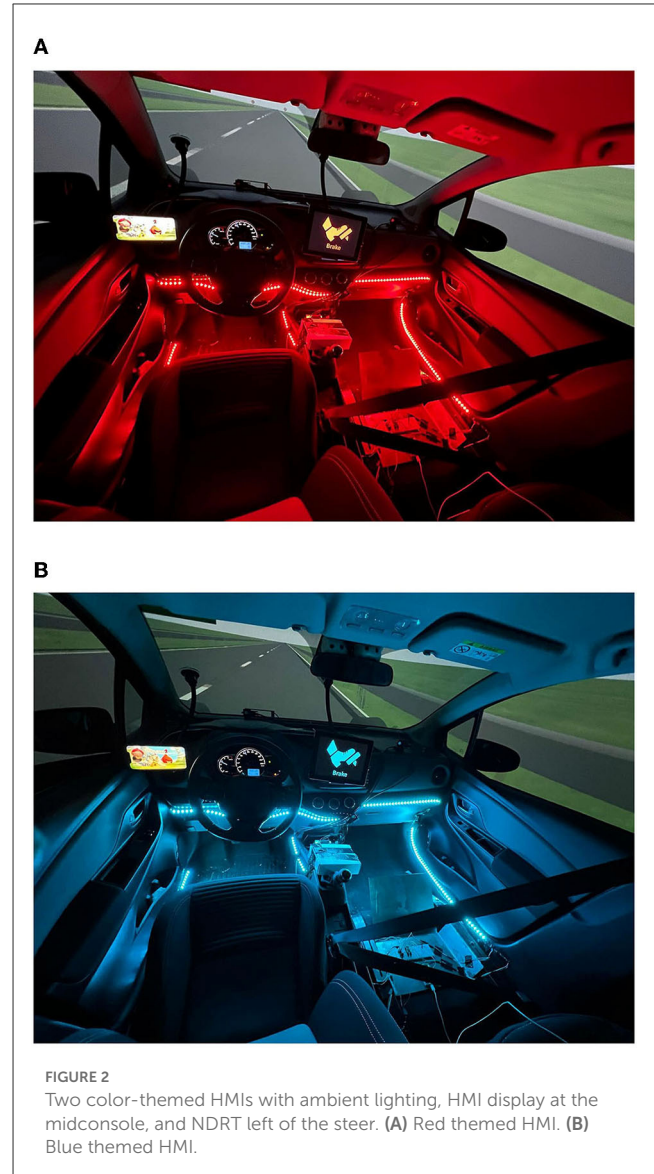 A
Brake
B
Brake
FIGURE 2
Two color-themed HMIs with ambient lighting, HMI display at the
midconsole, and NDRT left of the steer. (A) Red themed HMI. (B)
Blue themed HMI.